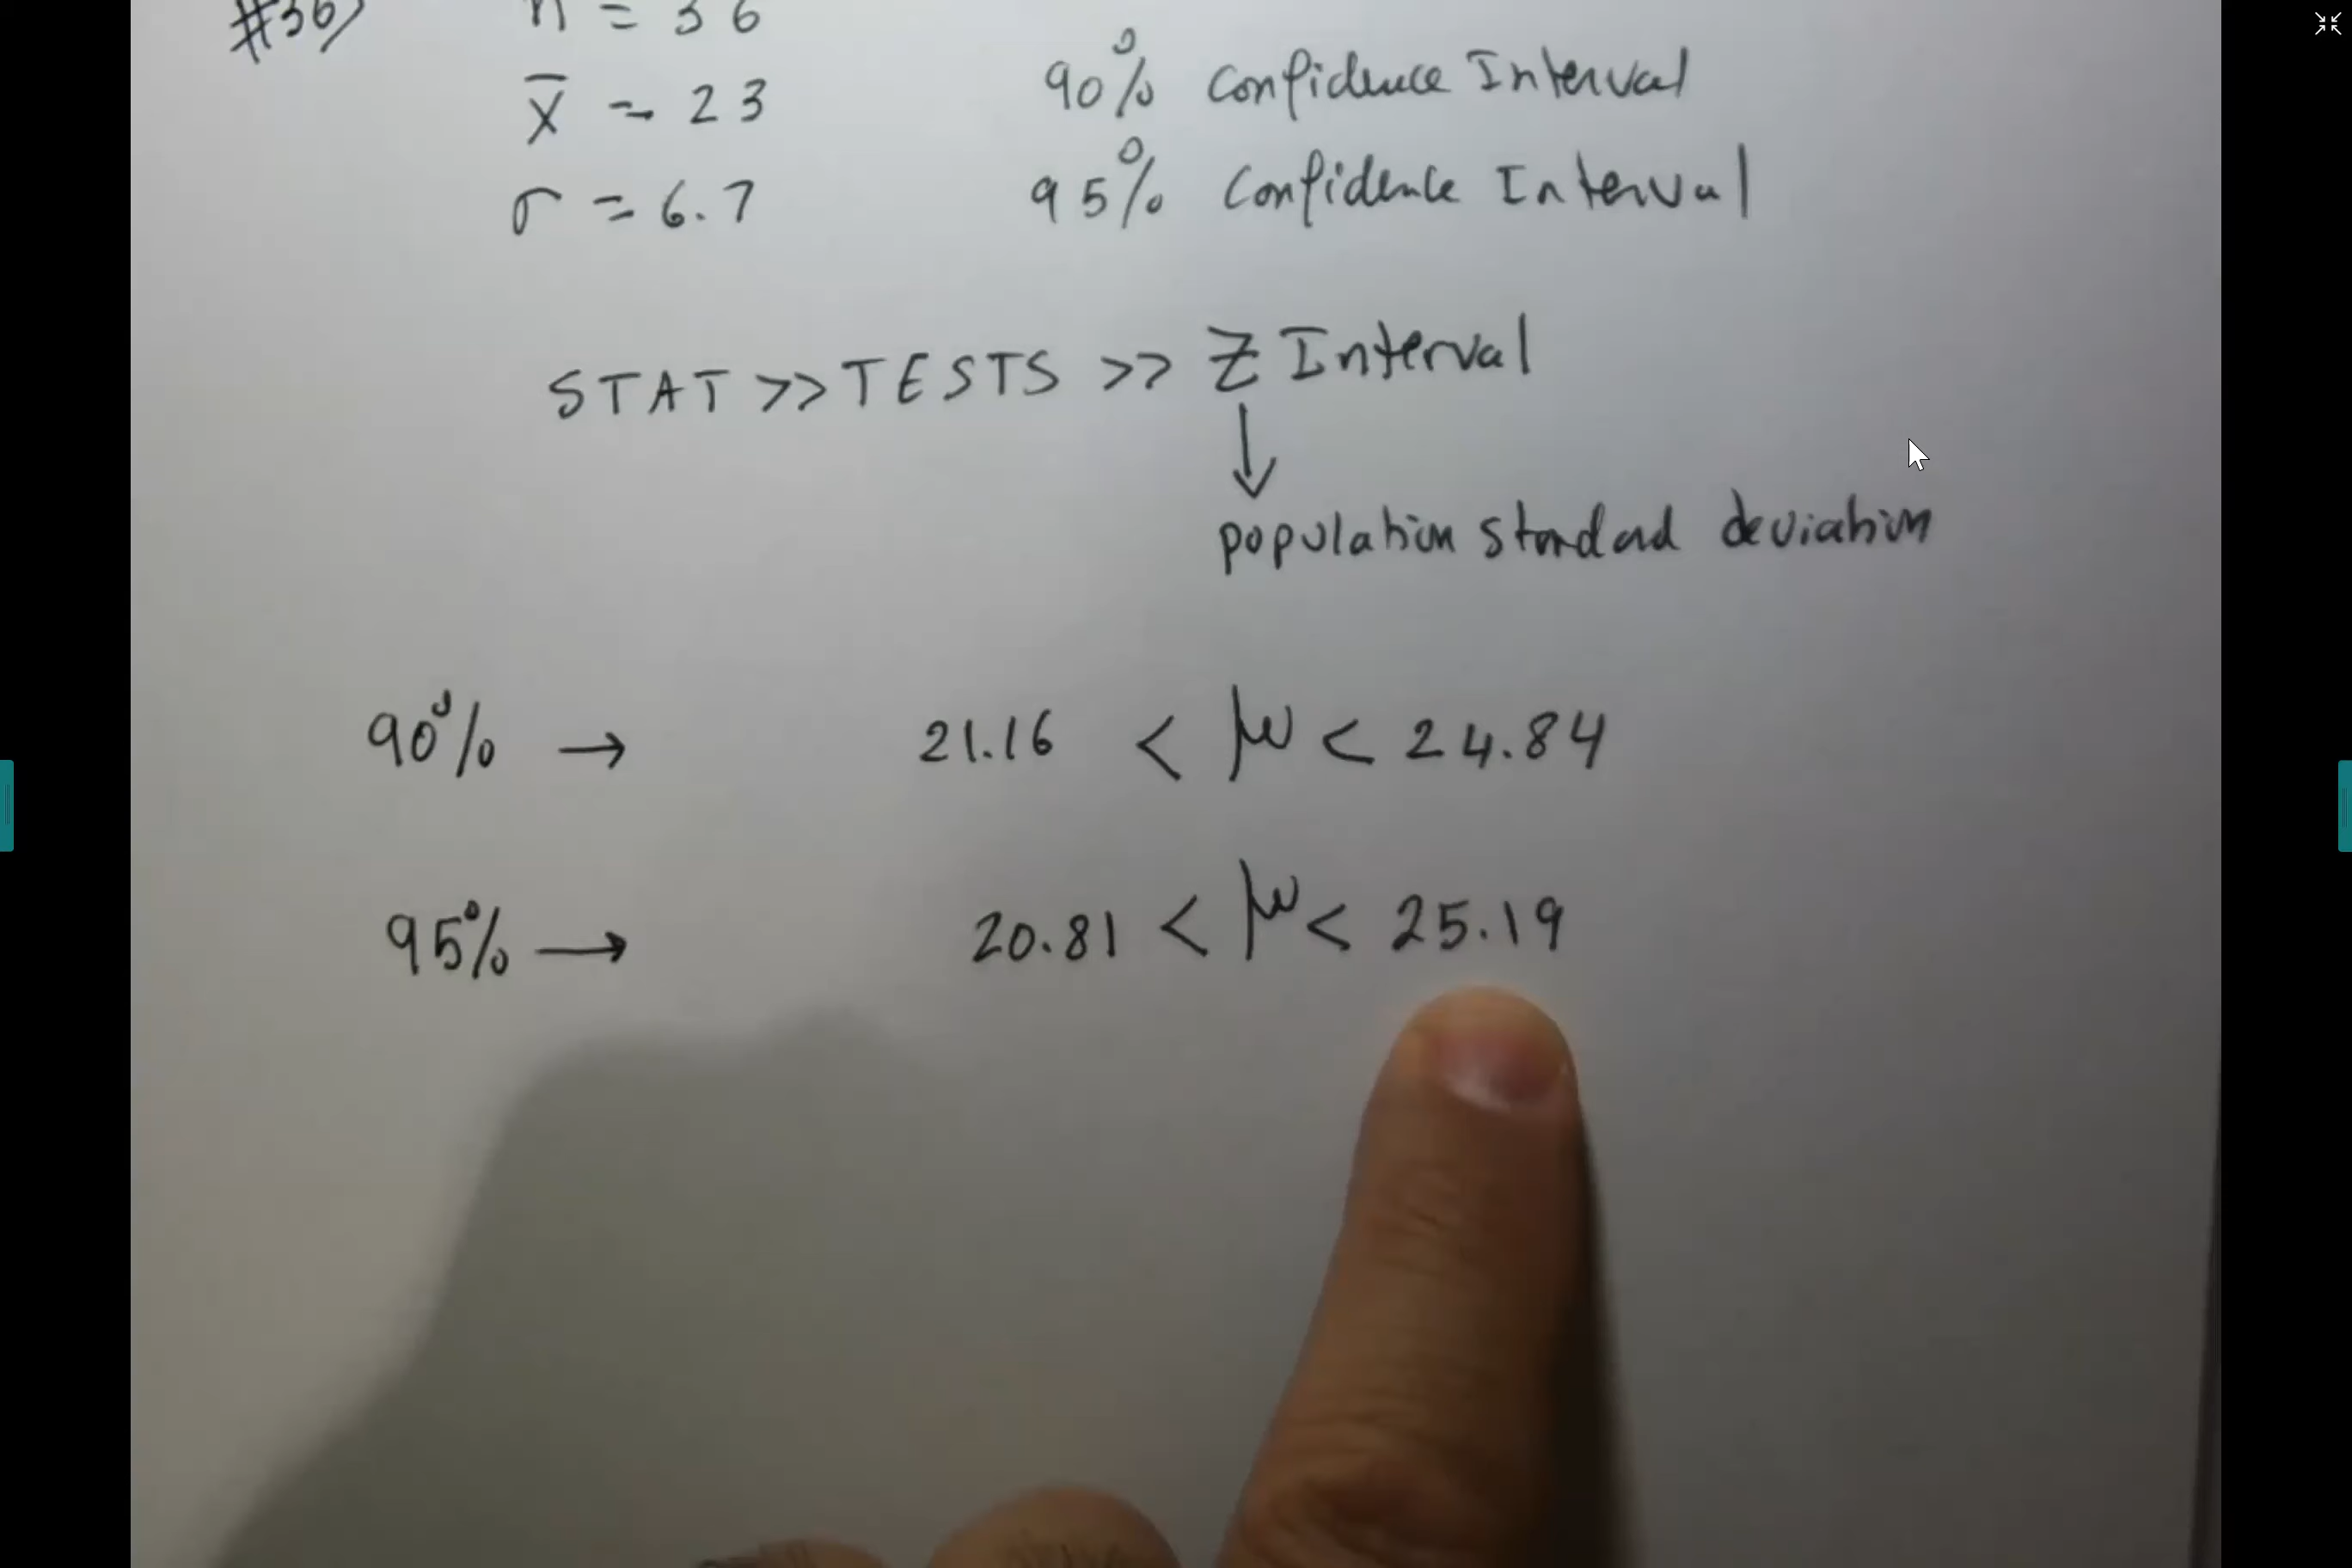 #36)
n = 36
x̄ = 23
σ = 6.7
90% Confidence Interval
95% Confidence Interval
STAT >> TESTS >> Z Interval
↓
population standard deviation
90% → 21.16 < μ < 24.84
95% → 20.81 < μ < 25.19